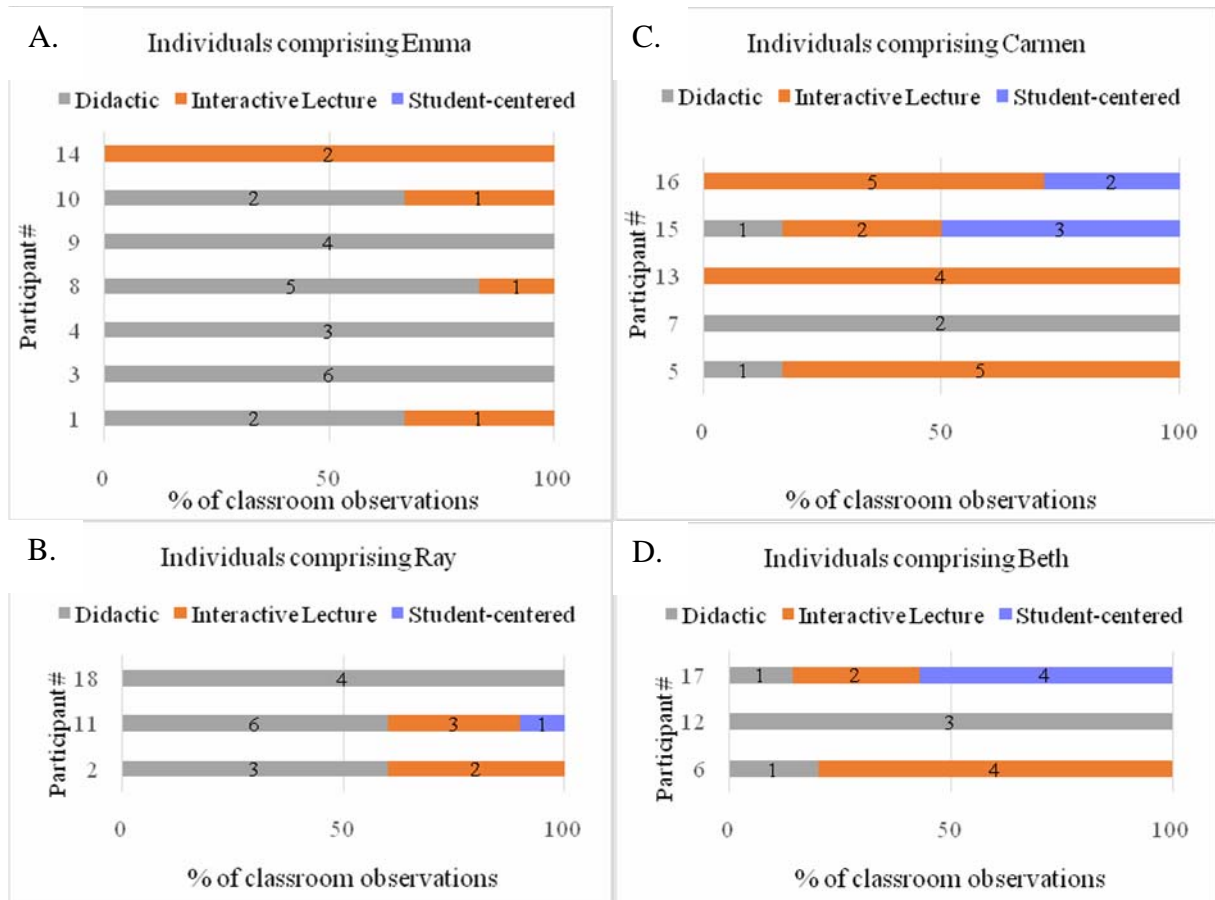 A.
Individuals comprising Emma
Didactic Interactive Lecture Student-centered
Participant #
14 2
10 2 1
9 4
8 5 1
4 3
3 6
1 2 1
0 50 100
% of classroom observations
C.
Individuals comprising Carmen
Didactic Interactive Lecture Student-centered
Participant #
16 5 2
15 1 2 3
13 4
7 2
5 1 5
0 50 100
% of classroom observations
B.
Individuals comprising Ray
Didactic Interactive Lecture Student-centered
Participant #
18 4
11 6 3 1
2 3 2
0 50 100
% of classroom observations
D.
Individuals comprising Beth
Didactic Interactive Lecture Student-centered
Participant #
17 1 2 4
12 3
6 1 4
0 50 100
% of classroom observations